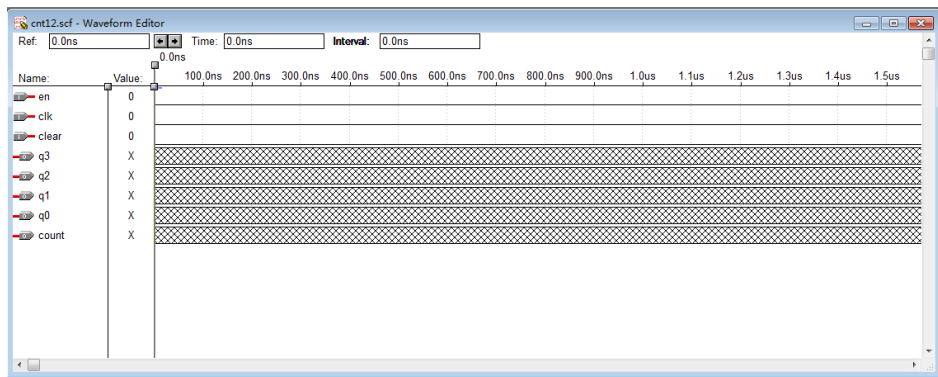 cnt12.scf - Waveform Editor
Ref: 0.0ns Time: 0.0ns Interval: 0.0ns
0.0ns
Name: Value: 100.0ns 200.0ns 300.0ns 400.0ns 500.0ns 600.0ns 700.0ns 800.0ns 900.0ns 1.0us 1.1us 1.2us 1.3us 1.4us 1.5us
en 0
clk 0
clear 0
q3 X
q2 X
q1 X
q0 X
count X